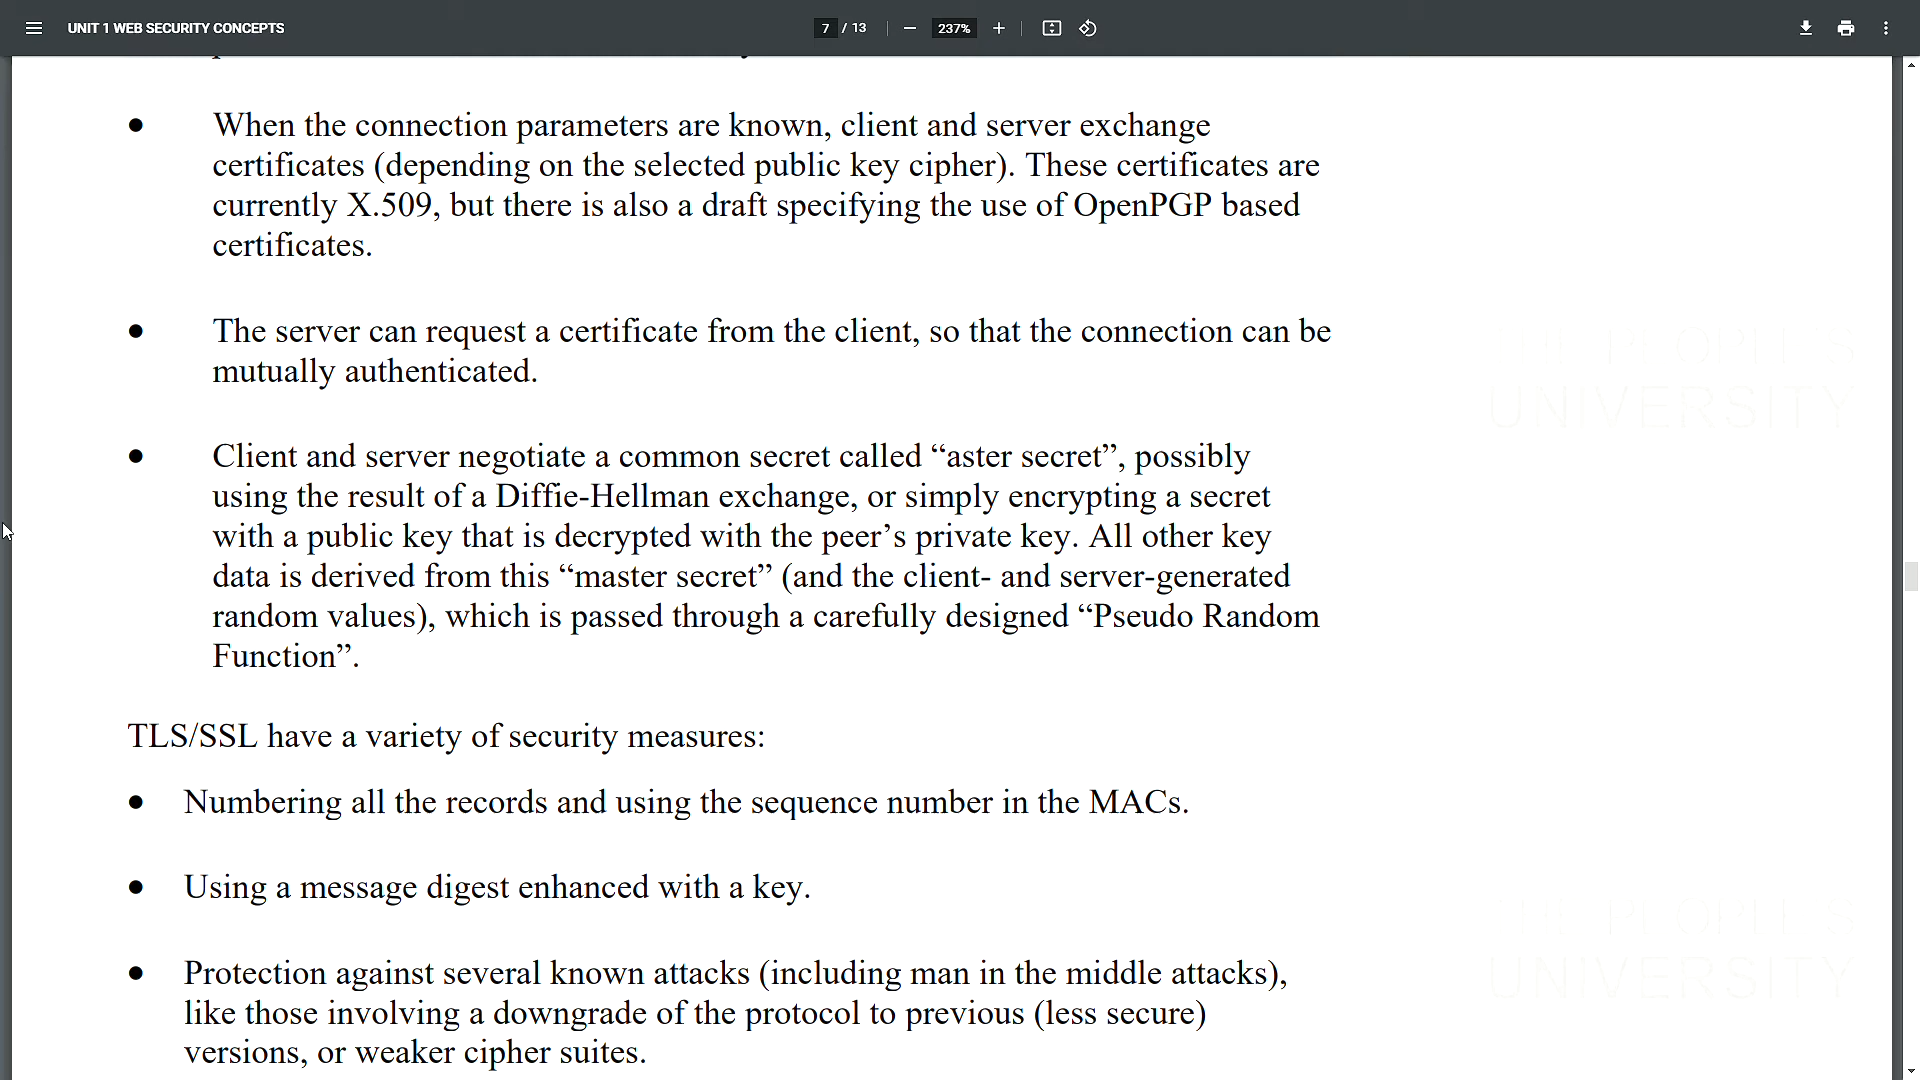 UNIT 1 WEB SECURITY CONCEPTS
7 / 13
237%
• When the connection parameters are known, client and server exchange
certificates (depending on the selected public key cipher). These certificates are
currently X.509, but there is also a draft specifying the use of OpenPGP based
certificates.
• The server can request a certificate from the client, so that the connection can be
mutually authenticated.
• Client and server negotiate a common secret called “aster secret”, possibly
using the result of a Diffie-Hellman exchange, or simply encrypting a secret
with a public key that is decrypted with the peer’s private key. All other key
data is derived from this “master secret” (and the client- and server-generated
random values), which is passed through a carefully designed “Pseudo Random
Function”.
TLS/SSL have a variety of security measures:
• Numbering all the records and using the sequence number in the MACs.
• Using a message digest enhanced with a key.
• Protection against several known attacks (including man in the middle attacks),
like those involving a downgrade of the protocol to previous (less secure)
versions, or weaker cipher suites.
PEOPLE'S
UNIVERSITY
UNIVERSITY